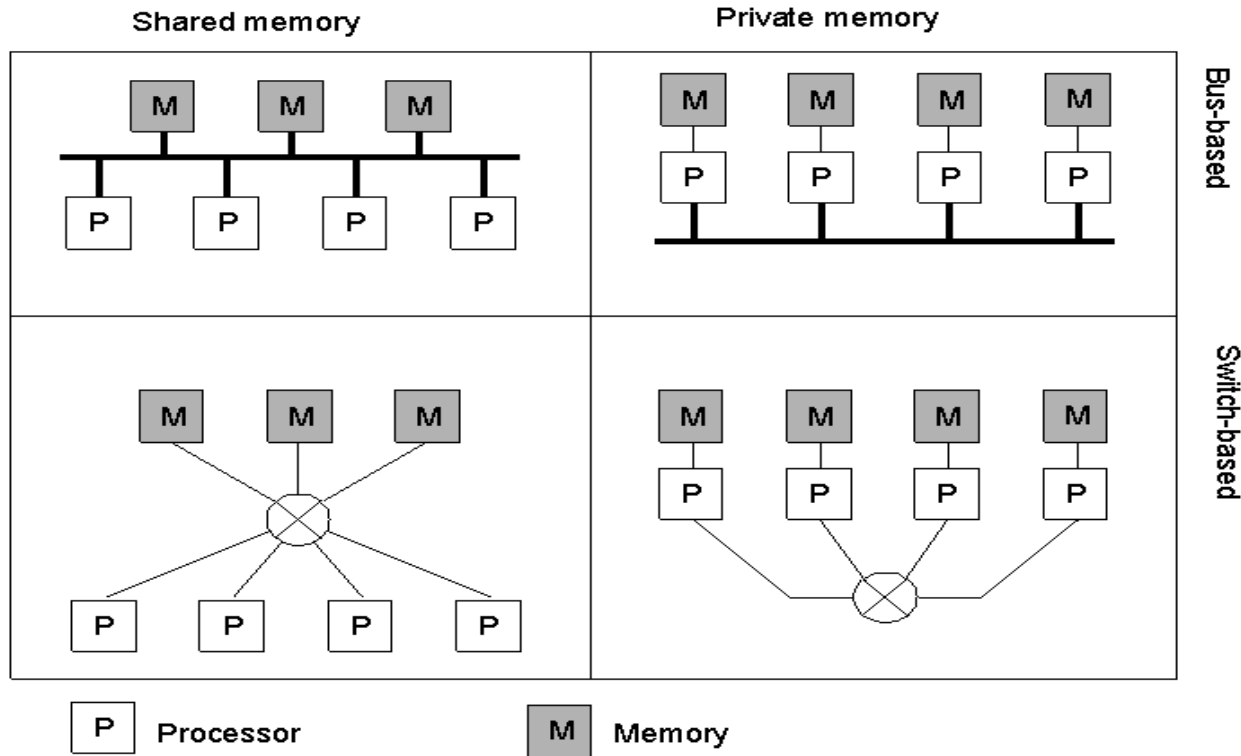 Shared memory
Private memory
M M M
P P P P
M M M M
P P P P
Bus-based
M M M
P P P P
M M M M
P P P P
Switch-based
P Processor
M Memory